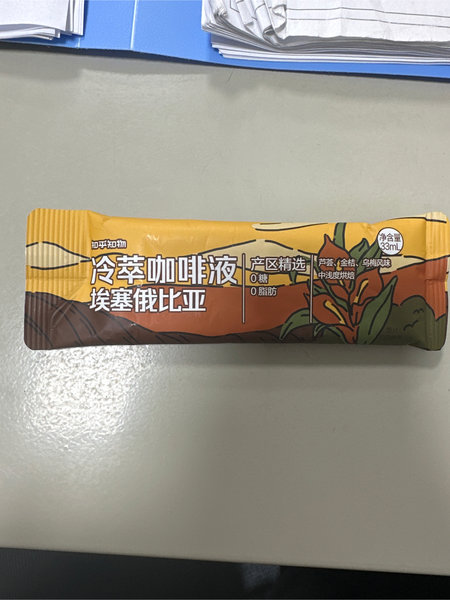 知乎知物
冷萃咖啡液
埃塞俄比亚
产区精选
0糖
0脂肪
芦荟、金桔、乌梅风味
中浅度烘焙
净含量
33mL